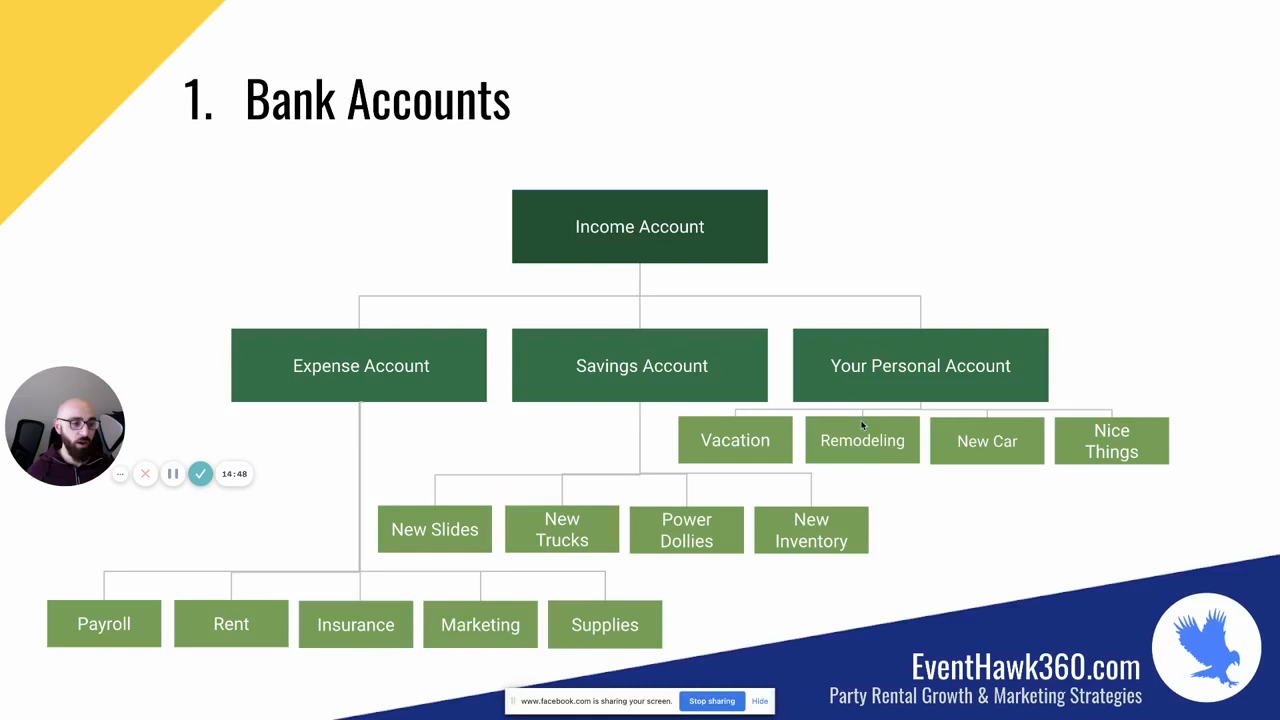 1. Bank Accounts
Income Account
Expense Account
Savings Account
Your Personal Account
Vacation
Remodeling
New Car
Nice
Things
14:48
New Slides
New
Trucks
Power
Dollies
New
Inventory
Payroll
Rent
Insurance
Marketing
Supplies
EventHawk360.com
Party Rental Growth & Marketing Strategies
www.facebook.com is sharing your screen.
Stop sharing
Hide